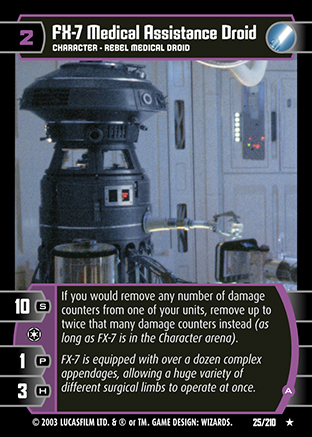 2 FX-7 Medical Assistance Droid
CHARACTER - REBEL MEDICAL DROID
10 S
If you would remove any number of damage
counters from one of your units, remove up to
twice that many damage counters instead (as
long as FX-7 is in the Character arena).
1 P
3 H
FX-7 is equipped with over a dozen complex
appendages, allowing a huge variety of
different surgical limbs to operate at once.
A
© 2003 LUCASFILM LTD. & ® or TM. GAME DESIGN: WIZARDS. 25/210 ★